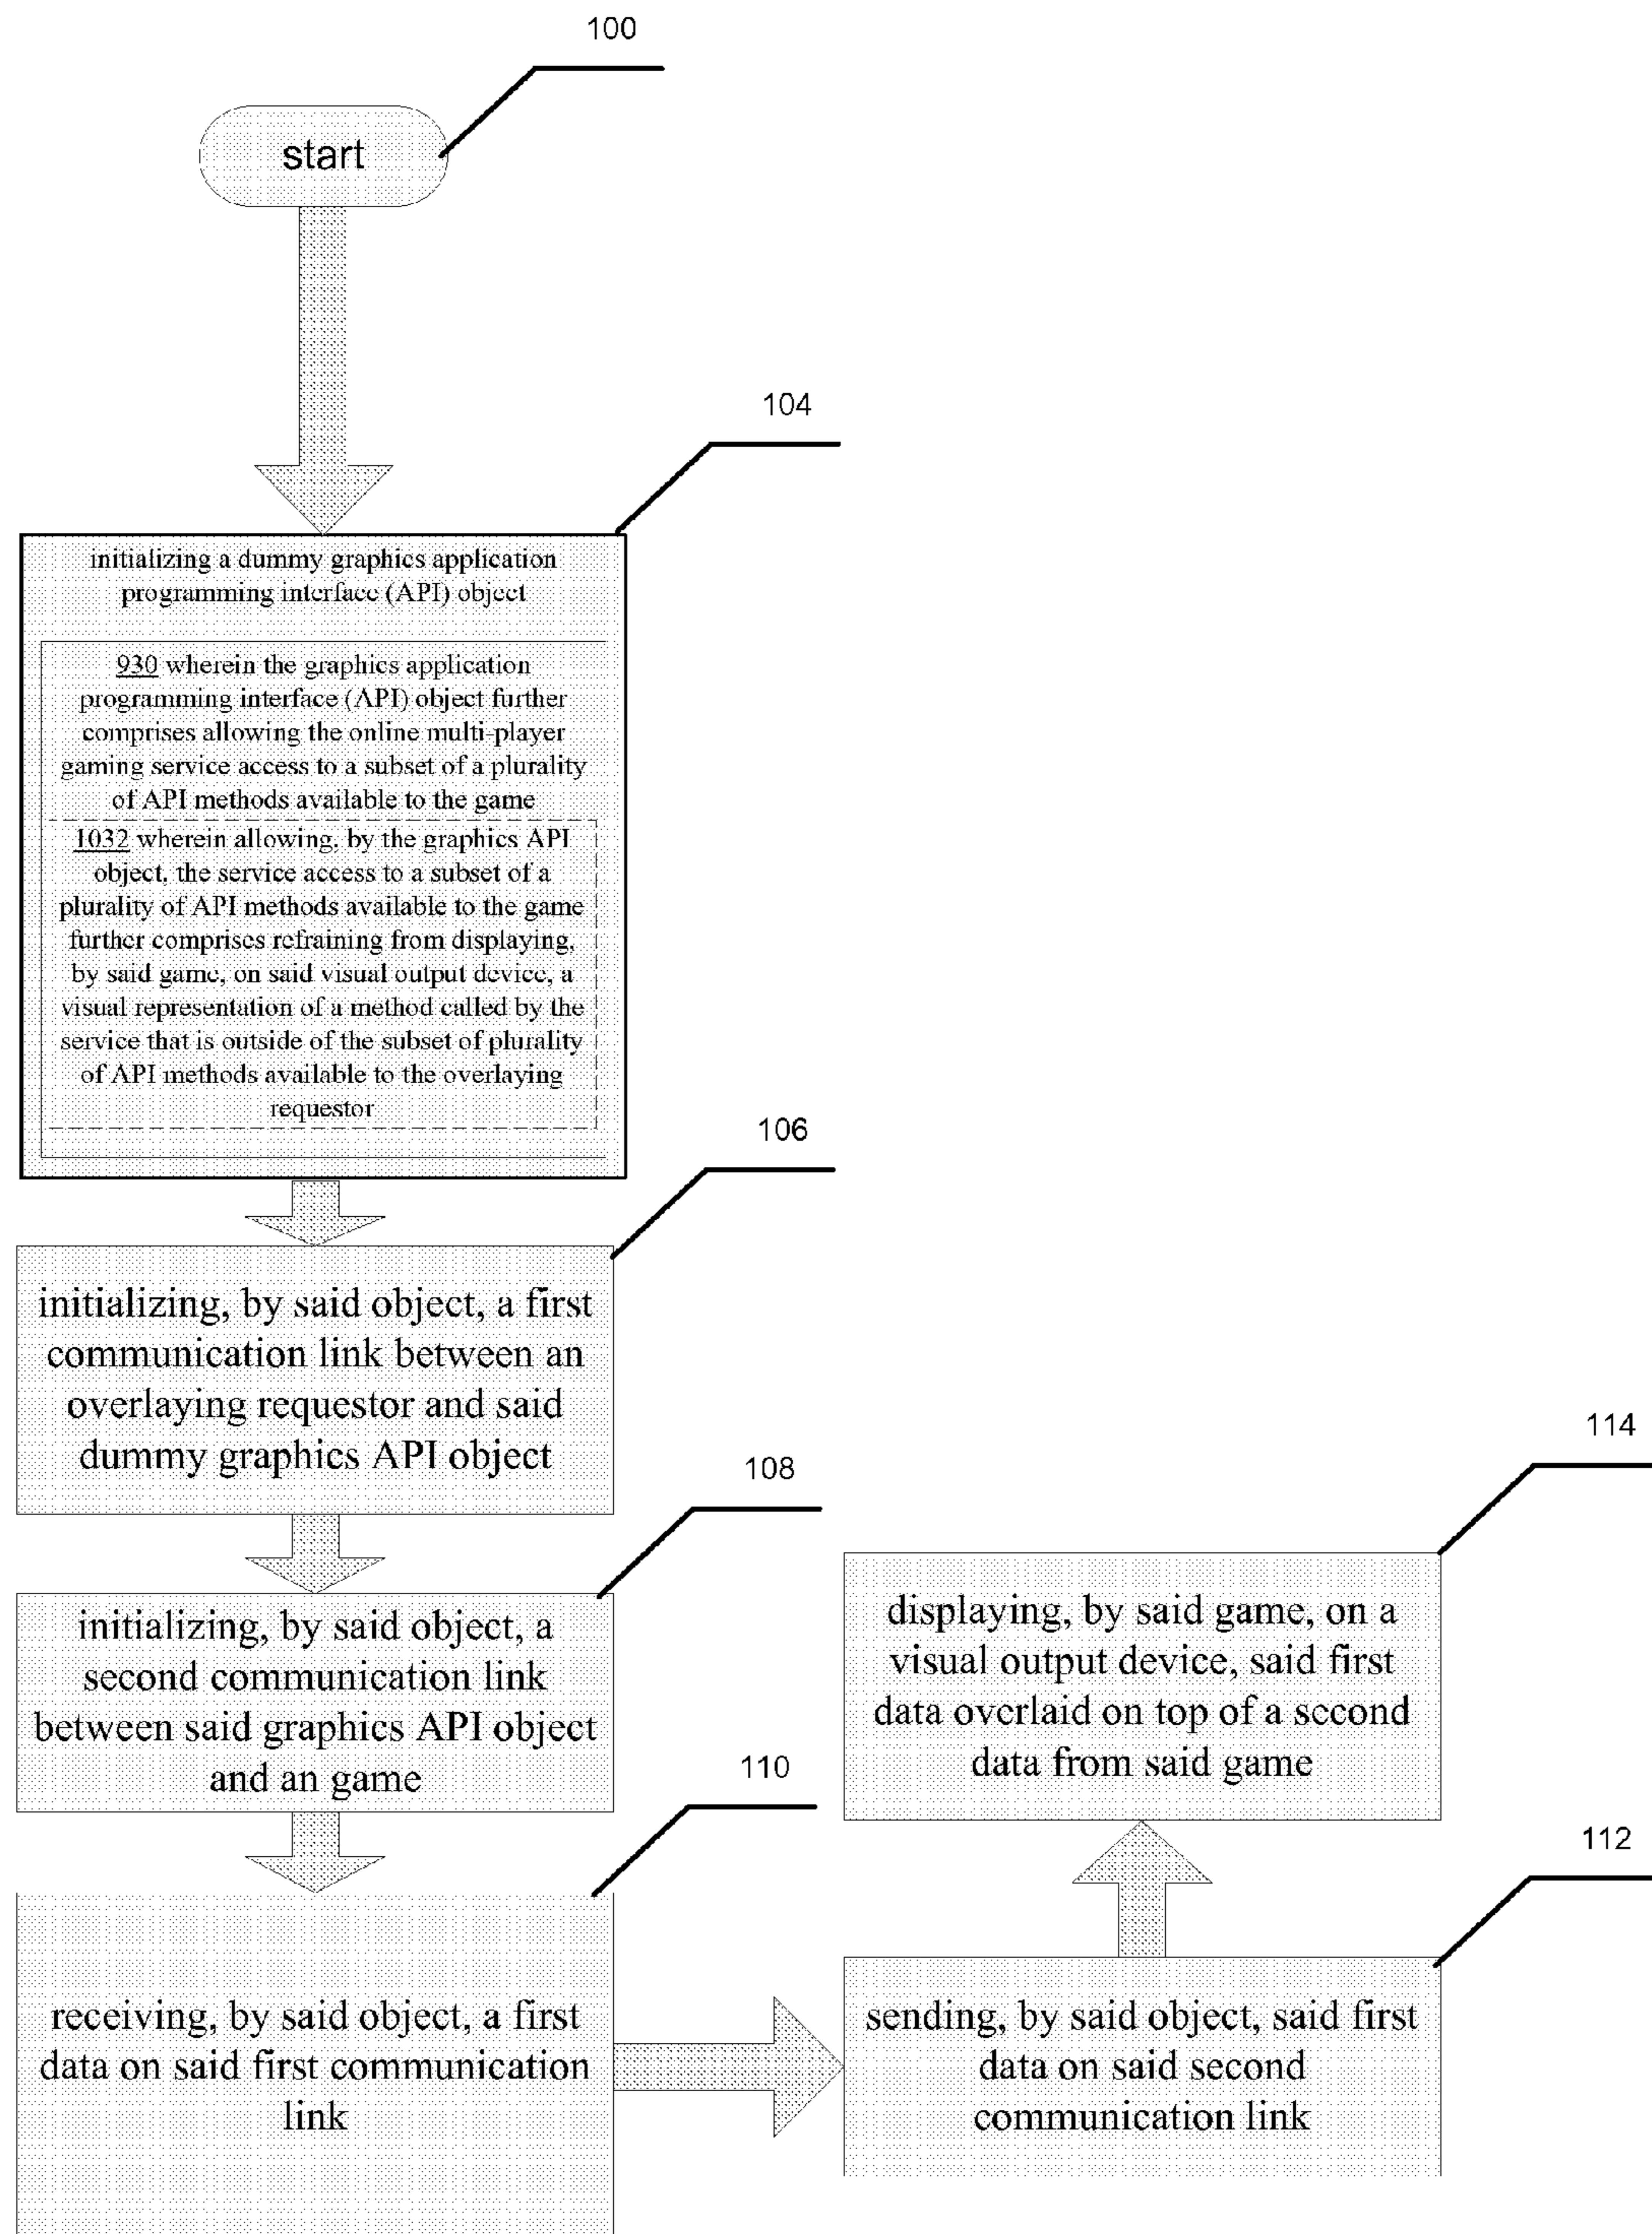 100
start
104
initializing a dummy graphics application
programming interface (API) object
930 wherein the graphics application
programming interface (API) object further
comprises allowing the online multi-player
gaming service access to a subset of a plurality
of API methods available to the game
1032 wherein allowing, by the graphics API
object, the service access to a subset of a
plurality of API methods available to the game
further comprises refraining from displaying,
by said game, on said visual output device, a
visual representation of a method called by the
service that is outside of the subset of plurality
of API methods available to the overlaying
requestor
106
initializing, by said object, a first
communication link between an
overlaying requestor and said
dummy graphics API object
108
initializing, by said object, a
second communication link
between said graphics API object
and an game
110
receiving, by said object, a first
data on said first communication
link
112
sending, by said object, said first
data on said second
communication link
114
displaying, by said game, on a
visual output device, said first
data overlaid on top of a second
data from said game